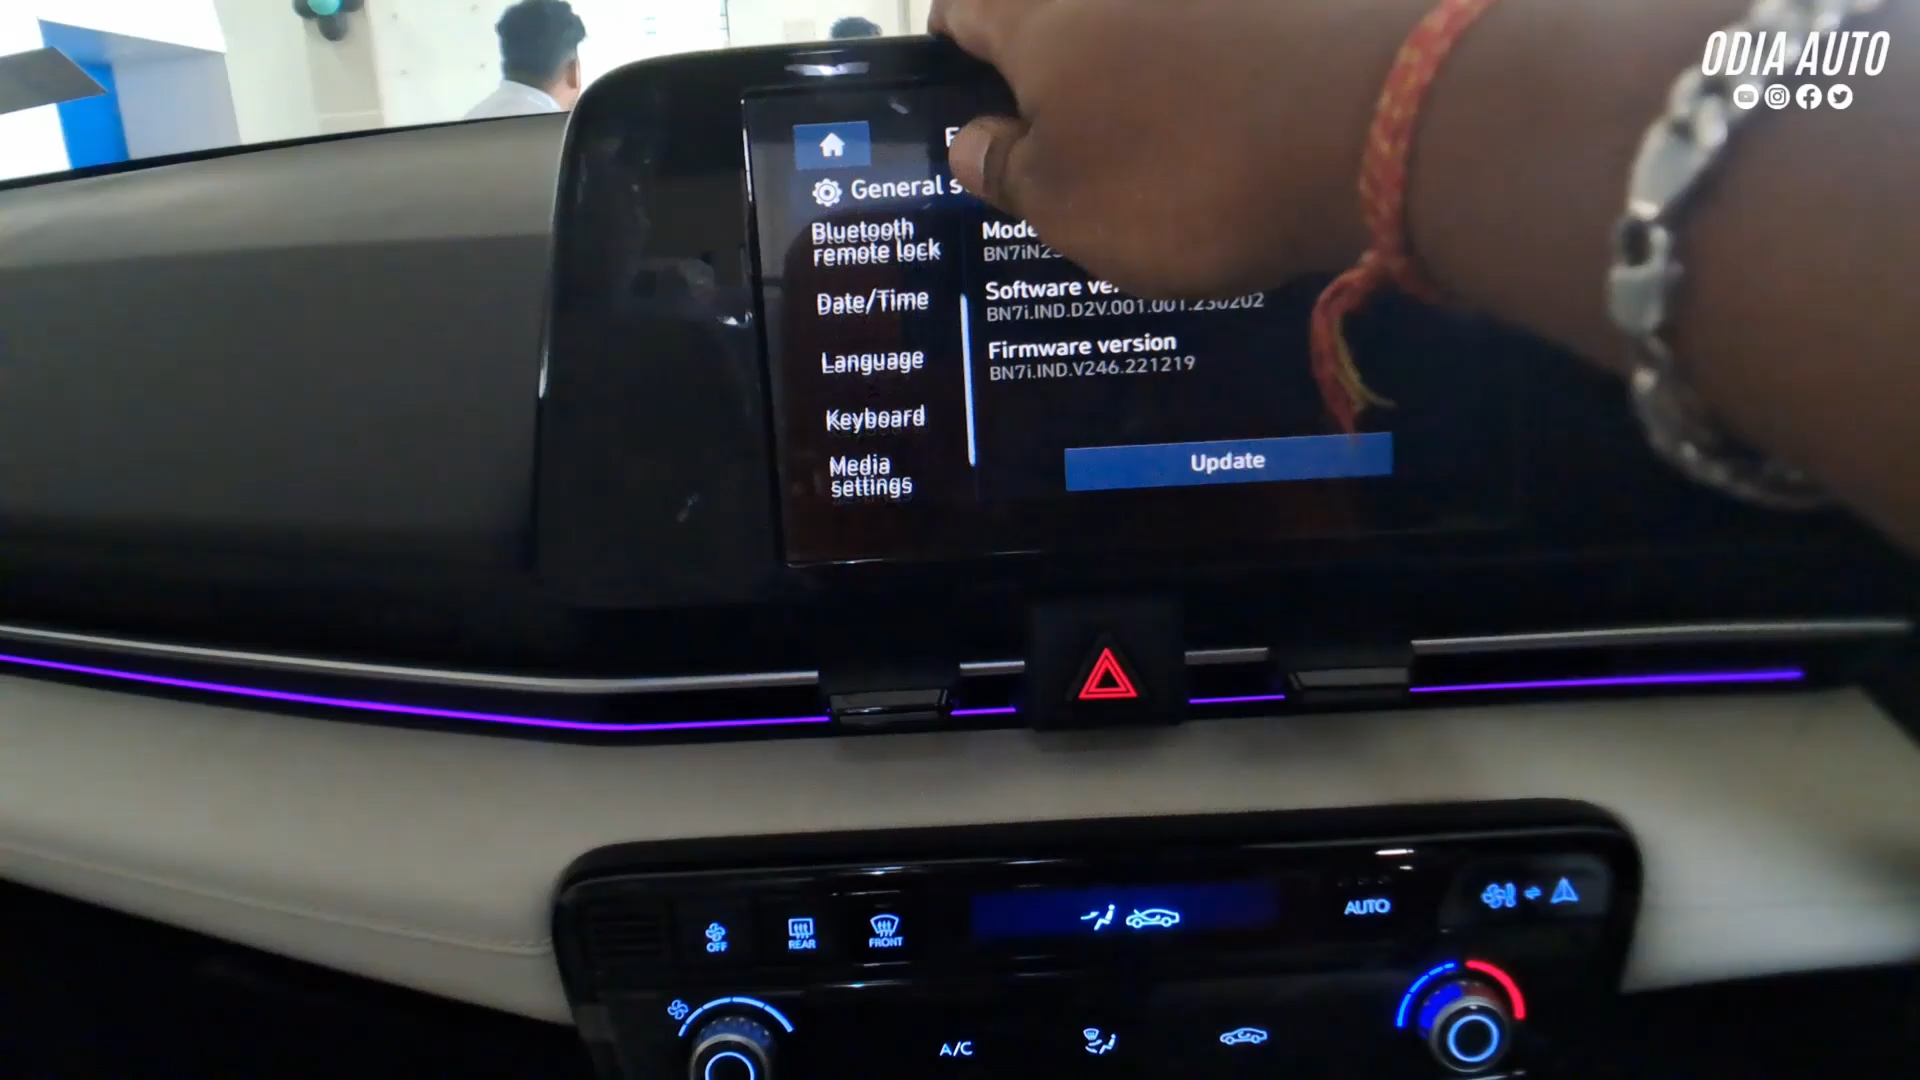 ODIA AUTO
General
Bluetooth
remote lock
Date/Time
Language
Keyboard
Media
settings
Software
BN7i.IND.D2V.001.001.230202
Firmware version
BN7i.IND.V246.221219
Update
OFF
REAR
FRONT
AUTO
A/C